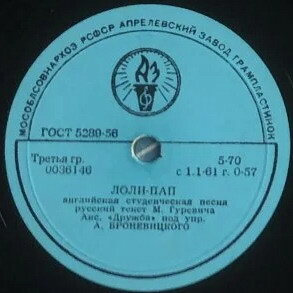 МОСОБЛСОВНАРХОЗ РСФСР АПРЕЛЕВСКИЙ ЗАВОД ГРАМПЛАСТИНОК
ГОСТ 5289-56
Третья гр. 5-70
0036146 с 1.1-61 г. 0-57
ЛОЛИ-ПАП
английская студенческая песня
русский текст М. Гуревича
Анс. «Дружба» под упр.
А. БРОНЕВИЦКОГО